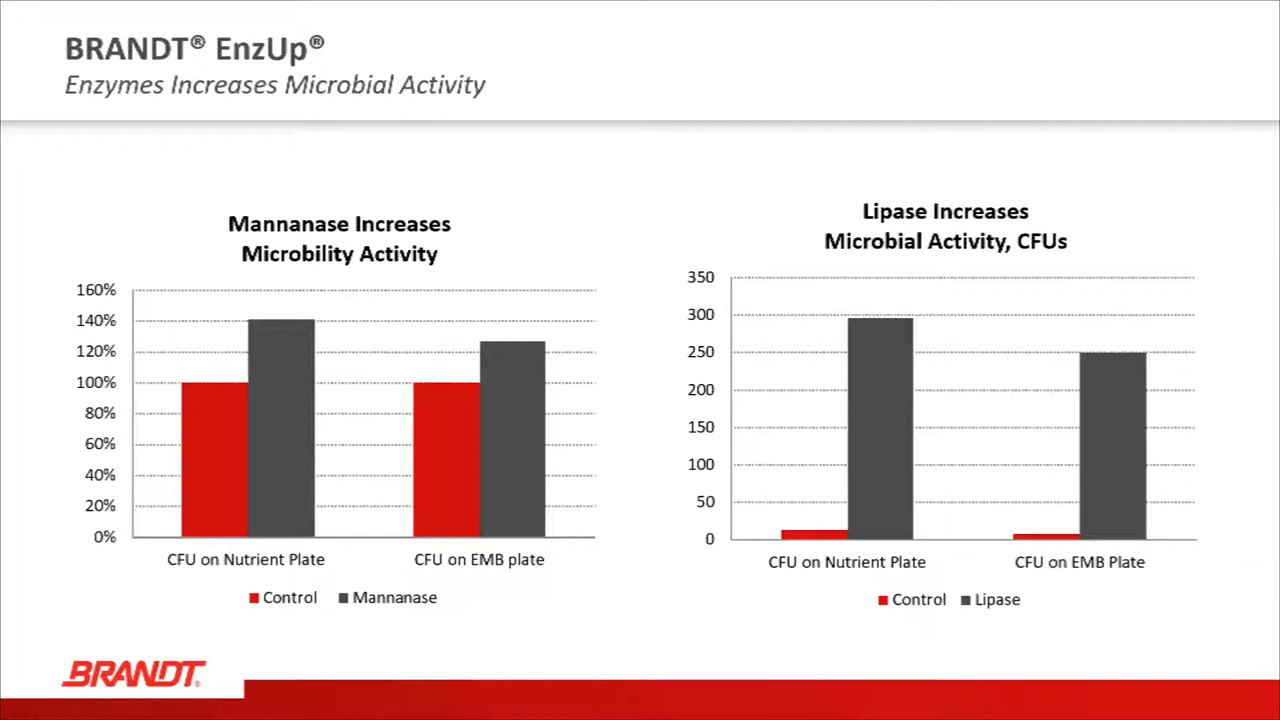 BRANDT® EnzUp®
Enzymes Increases Microbial Activity
Mannanase Increases
Microbility Activity
160%
140%
120%
100%
80%
60%
40%
20%
0%
CFU on Nutrient Plate
CFU on EMB plate
Control
Mannanase
Lipase Increases
Microbial Activity, CFUs
350
300
250
200
150
100
50
0
CFU on Nutrient Plate
CFU on EMB Plate
Control
Lipase
BRANDT®